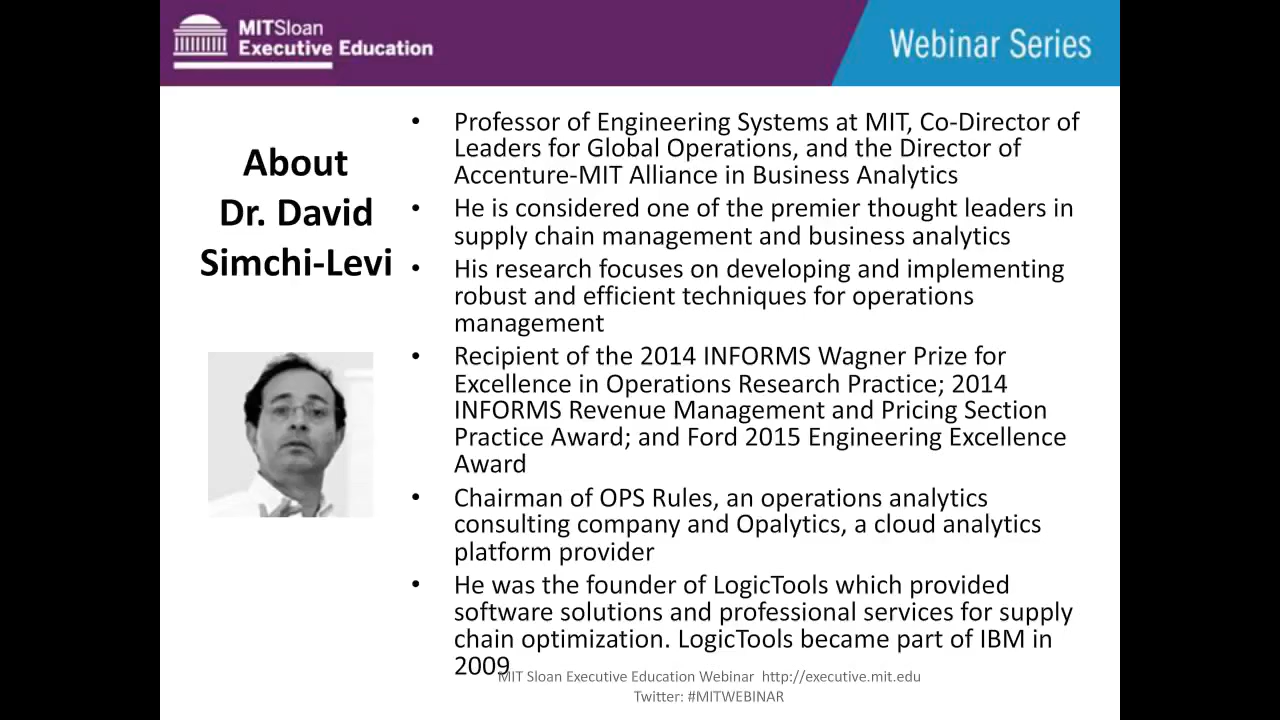 MITSloan
Executive Education
Webinar Series
About
Dr. David
Simchi-Levi
• Professor of Engineering Systems at MIT, Co-Director of
Leaders for Global Operations, and the Director of
Accenture-MIT Alliance in Business Analytics
• He is considered one of the premier thought leaders in
supply chain management and business analytics
• His research focuses on developing and implementing
robust and efficient techniques for operations
management
• Recipient of the 2014 INFORMS Wagner Prize for
Excellence in Operations Research Practice; 2014
INFORMS Revenue Management and Pricing Section
Practice Award; and Ford 2015 Engineering Excellence
Award
• Chairman of OPS Rules, an operations analytics
consulting company and Opalytics, a cloud analytics
platform provider
• He was the founder of LogicTools which provided
software solutions and professional services for supply
chain optimization. LogicTools became part of IBM in
2009
MIT Sloan Executive Education Webinar http://executive.mit.edu
Twitter: #MITWEBINAR